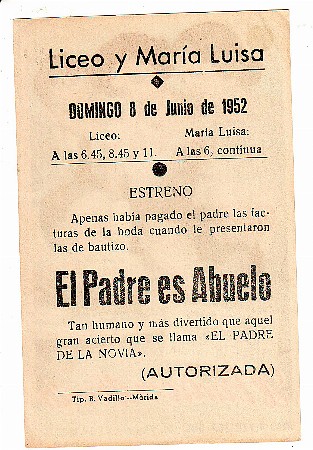 Liceo y María Luisa
DOMINGO 8 de Junio de 1952
Liceo:
María Luisa:
A las 6.45, 8.45 y 11.
A las 6, contínua
ESTRENO
Apenas había pagado el padre las fac-
turas de la boda cuando le presentaron
las de bautizo.
El Padre es Abuelo
Tan humano y más divertido que aquel
gran acierto que se llama «EL PADRE
DE LA NOVIA».
(AUTORIZADA)
Tip. R. Vadillo--Mérida